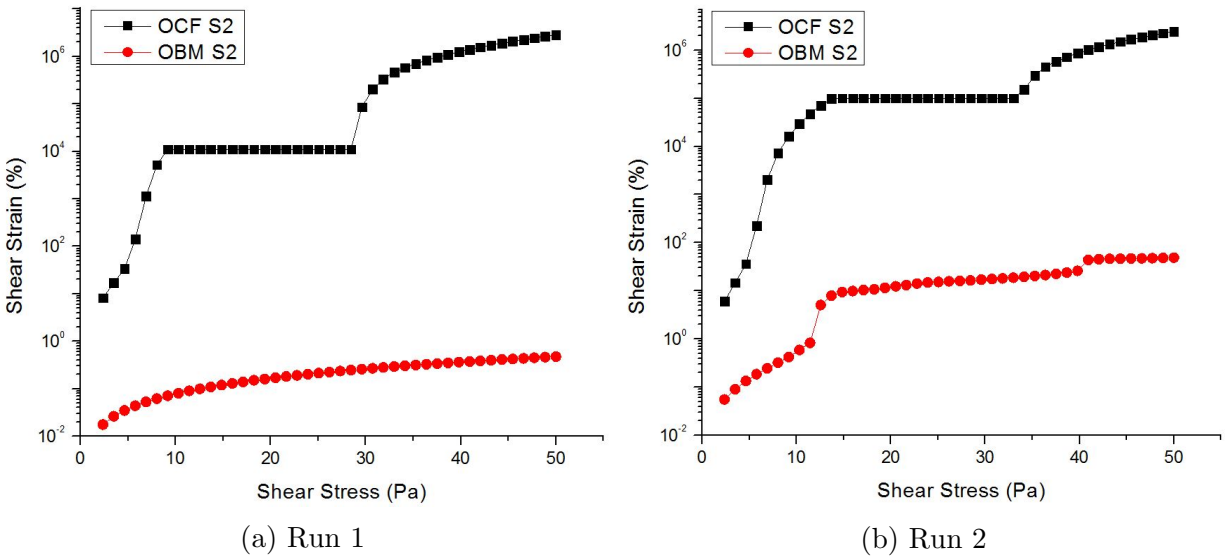 OCF S2
OBM S2
10^6
10^4
10^2
10^0
10^-2
Shear Strain (%)
0 10 20 30 40 50
Shear Stress (Pa)
(a) Run 1
OCF S2
OBM S2
10^6
10^4
10^2
10^0
10^-2
Shear Strain (%)
0 10 20 30 40 50
Shear Stress (Pa)
(b) Run 2